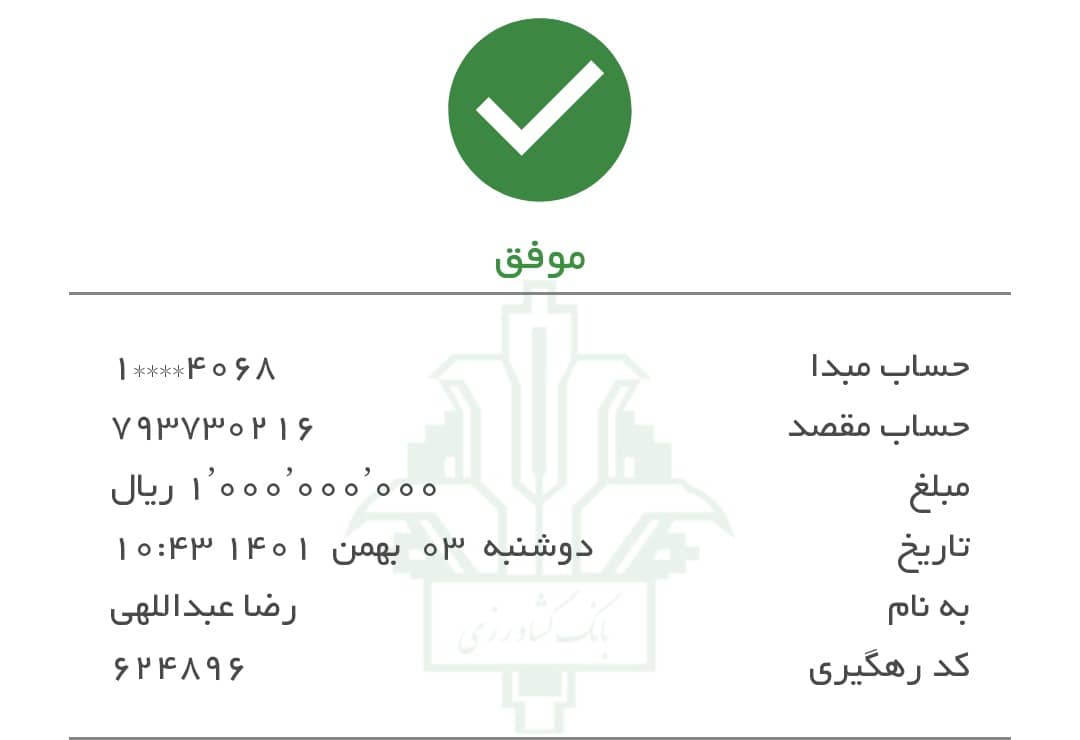 موفق
حساب مبدا ۱****۴۰۶۸
حساب مقصد ۷۹۳۷۳۰۲۱۶
مبلغ ۱٬۰۰۰٬۰۰۰٬۰۰۰ ریال
تاریخ دوشنبه ۰۳ بهمن ۱۴۰۱ ۱۰:۴۳
به نام رضا عبداللهی
کد رهگیری ۶۲۴۸۹۶
بانک کشاورزی